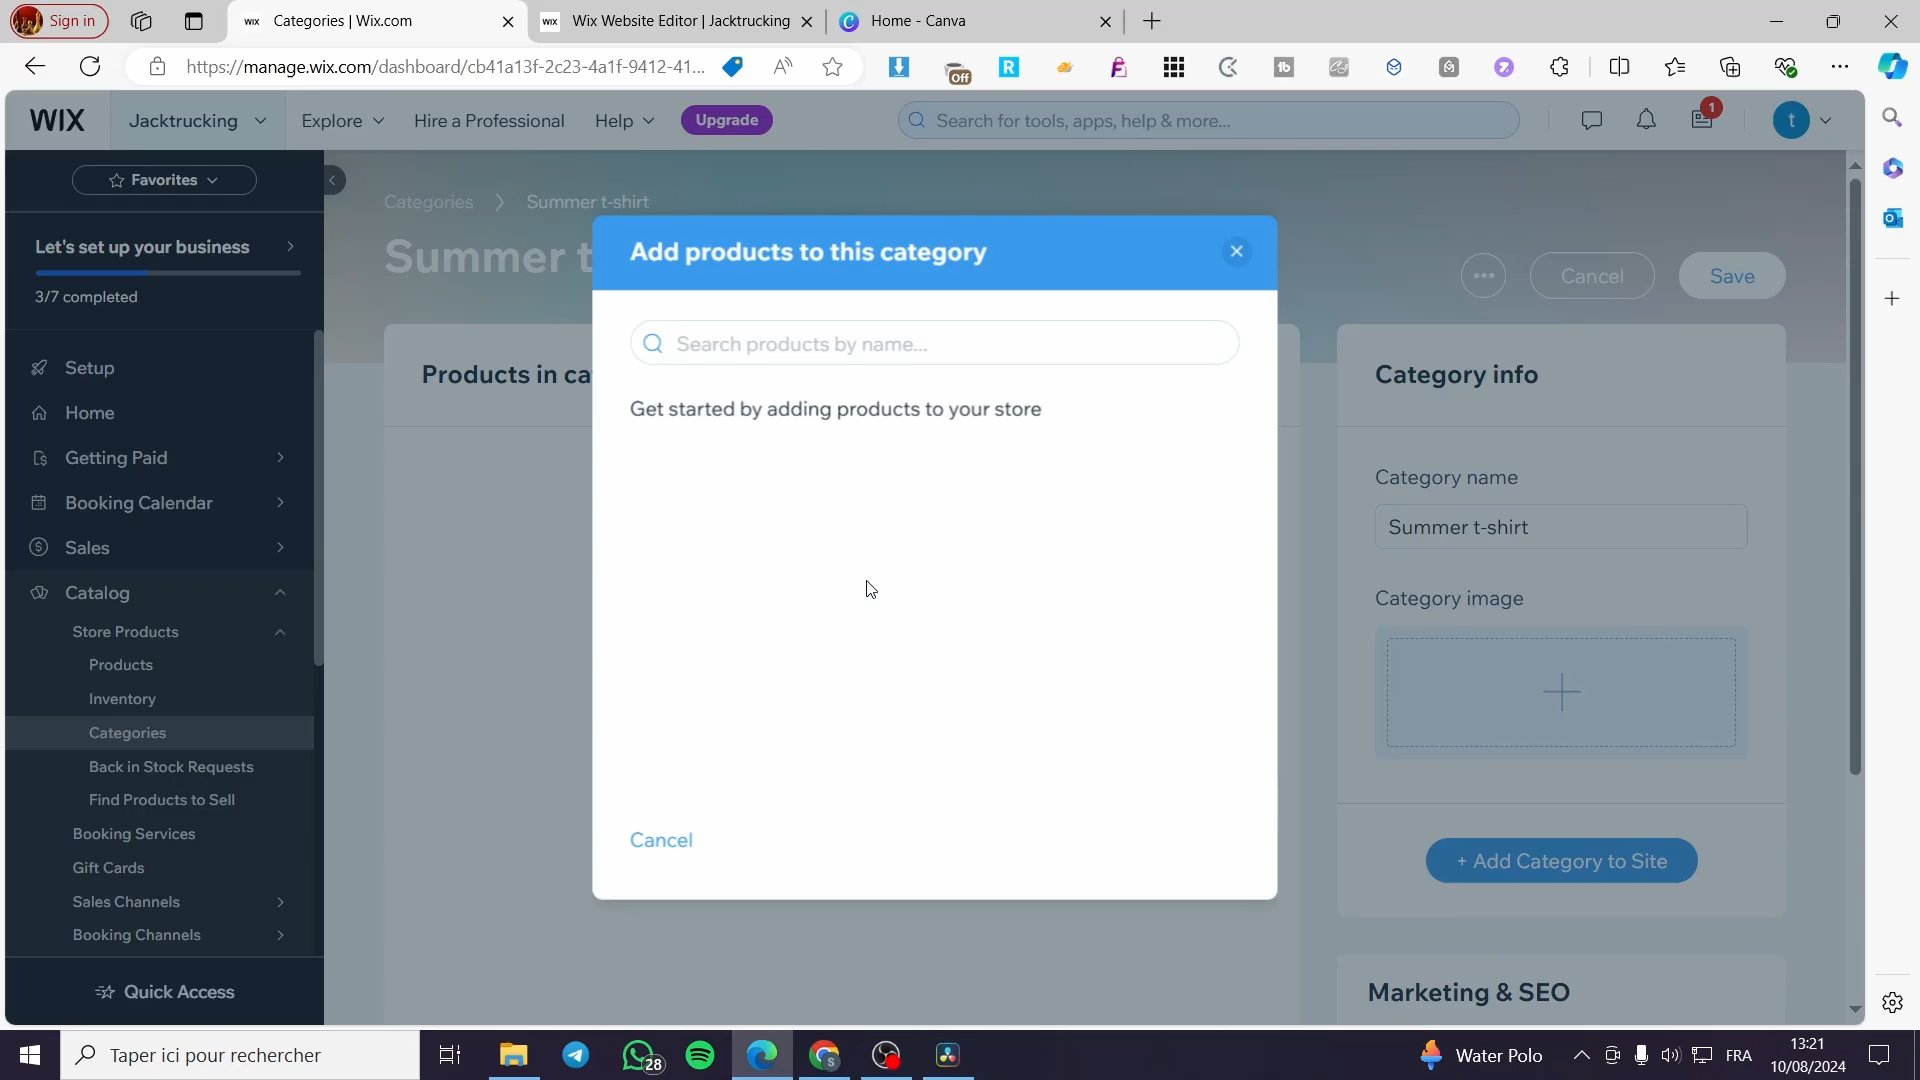 Sign in
WIX Categories | Wix.com
WIX Wix Website Editor | Jacktrucking
Home - Canva
https://manage.wix.com/dashboard/cb41a13f-2c23-4a1f-9412-41...
Off
WIX
Jacktrucking
Explore
Hire a Professional
Help
Upgrade
Search for tools, apps, help & more...
1
t
Favorites
Let's set up your business
3/7 completed
Setup
Home
Getting Paid
Booking Calendar
Sales
Catalog
Store Products
Products
Inventory
Categories
Back in Stock Requests
Find Products to Sell
Booking Services
Gift Cards
Sales Channels
Booking Channels
Quick Access
Categories
Summer t-shirt
Summer t
Cancel
Save
Products in ca
Add products to this category
Search products by name...
Get started by adding products to your store
Cancel
Category info
Category name
Summer t-shirt
Category image
+ Add Category to Site
Marketing & SEO
Taper ici pour rechercher
28
S
Water Polo
FRA
13:21
10/08/2024